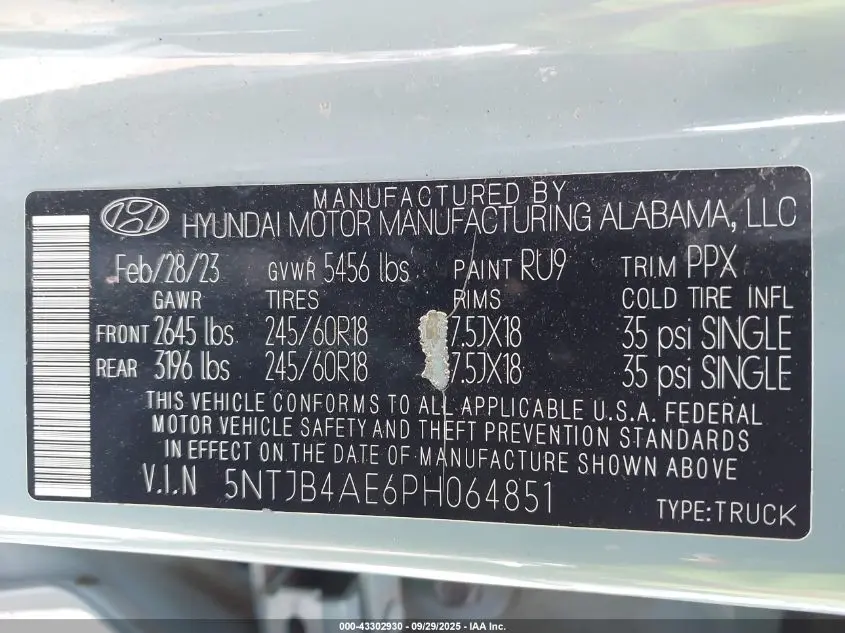 MANUFACTURED BY
HYUNDAI MOTOR MANUFACTURING ALABAMA, LLC
Feb/28/23 GVWR 5456 lbs PAINT RU9 TRIM PPX
GAWR TIRES RIMS COLD TIRE INFL
FRONT 2645 lbs 245/60R18 7.5JX18 35 psi SINGLE
REAR 3196 lbs 245/60R18 7.5JX18 35 psi SINGLE
THIS VEHICLE CONFORMS TO ALL APPLICABLE U.S.A. FEDERAL
MOTOR VEHICLE SAFETY AND THEFT PREVENTION STANDARDS
IN EFFECT ON THE DATE OF MANUFACTURE SHOWN ABOVE
V.I.N 5NTJB4AE6PH064851
TYPE:TRUCK
000-43302930 - 09/29/2025 - IAA Inc.